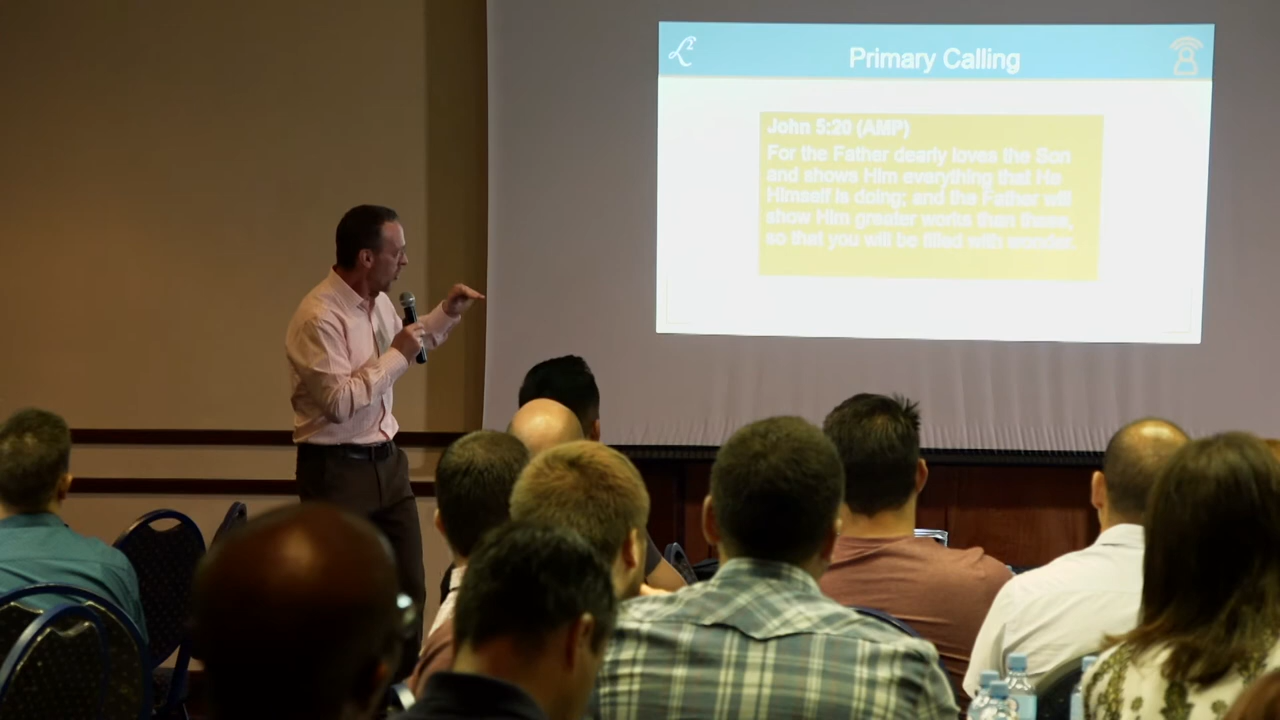 L²
Primary Calling
John 5:20 (AMP)
For the Father dearly loves the Son
and shows Him everything that He
Himself is doing; and the Father will
show Him greater works than these,
so that you will be filled with wonder.